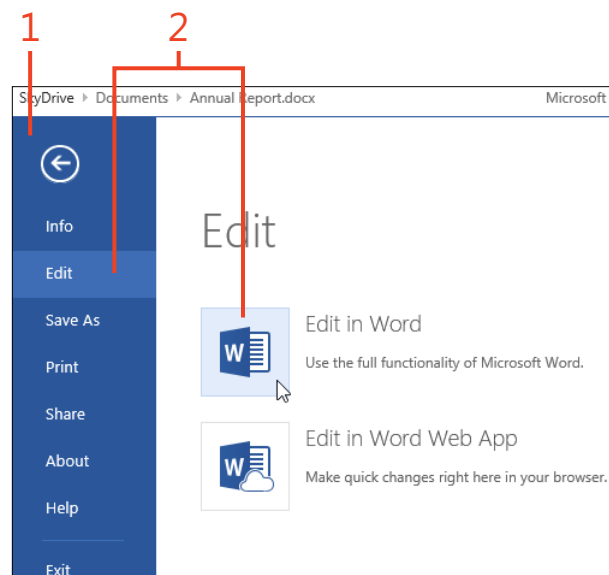 1 2
SkyDrive ▸ Documents ▸ Annual Report.docx Microsoft
Info
Edit
Edit
Save As
Edit in Word
W
Use the full functionality of Microsoft Word.
Print
Share
Edit in Word Web App
About
W
Make quick changes right here in your browser.
Help
Exit